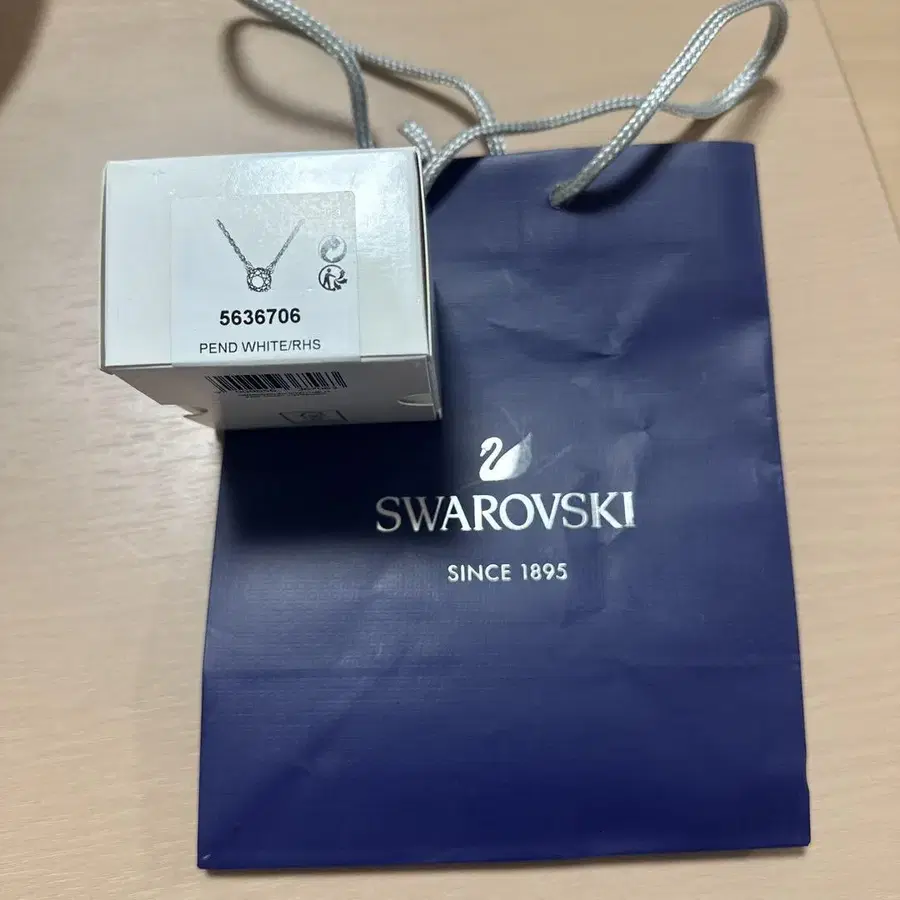 5636706
PEND WHITE/RHS
SWAROVSKI
SINCE 1895